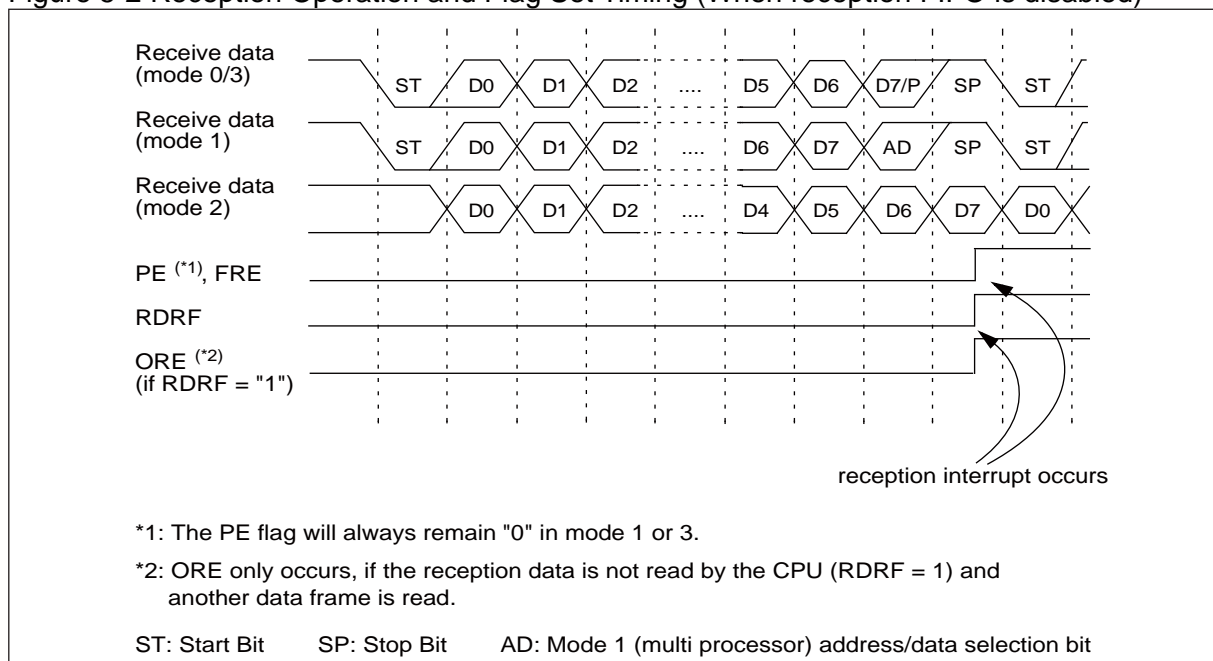 Figure 3-2 Reception Operation and Flag Set Timing (When reception FIFO is disabled)
Receive data
(mode 0/3)
ST D0 D1 D2 .... D5 D6 D7/P SP ST
Receive data
(mode 1)
ST D0 D1 D2 .... D6 D7 AD SP ST
Receive data
(mode 2)
D0 D1 D2 .... D4 D5 D6 D7 D0
PE (*1), FRE
RDRF
ORE (*2)
(if RDRF = "1")
reception interrupt occurs
*1: The PE flag will always remain "0" in mode 1 or 3.
*2: ORE only occurs, if the reception data is not read by the CPU (RDRF = 1) and
another data frame is read.
ST: Start Bit SP: Stop Bit AD: Mode 1 (multi processor) address/data selection bit